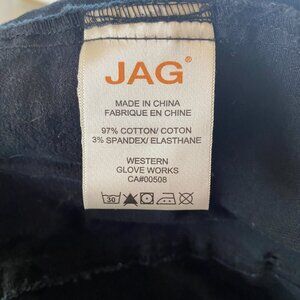 JAG®
MADE IN CHINA
FABRIQUE EN CHINE
97% COTTON/ COTON
3% SPANDEX/ ELASTHANE
WESTERN
GLOVE WORKS
CA#00508
30